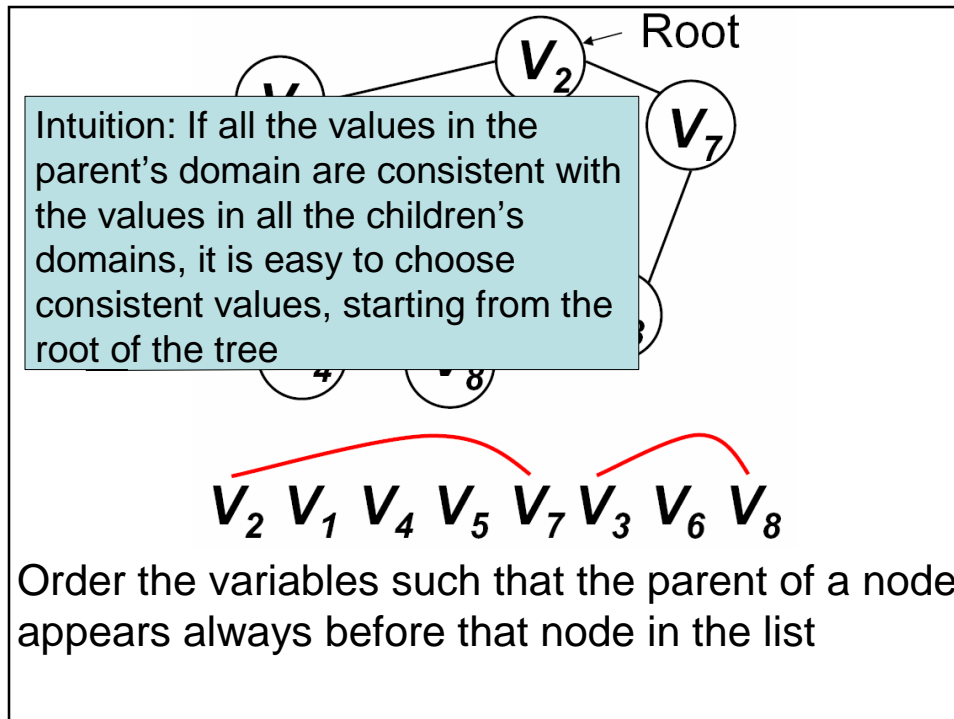 Root
V2
V7
Intuition: If all the values in the
parent's domain are consistent with
the values in all the children's
domains, it is easy to choose
consistent values, starting from the
root of the tree
4
8
V2 V1 V4 V5 V7 V3 V6 V8
Order the variables such that the parent of a node
appears always before that node in the list